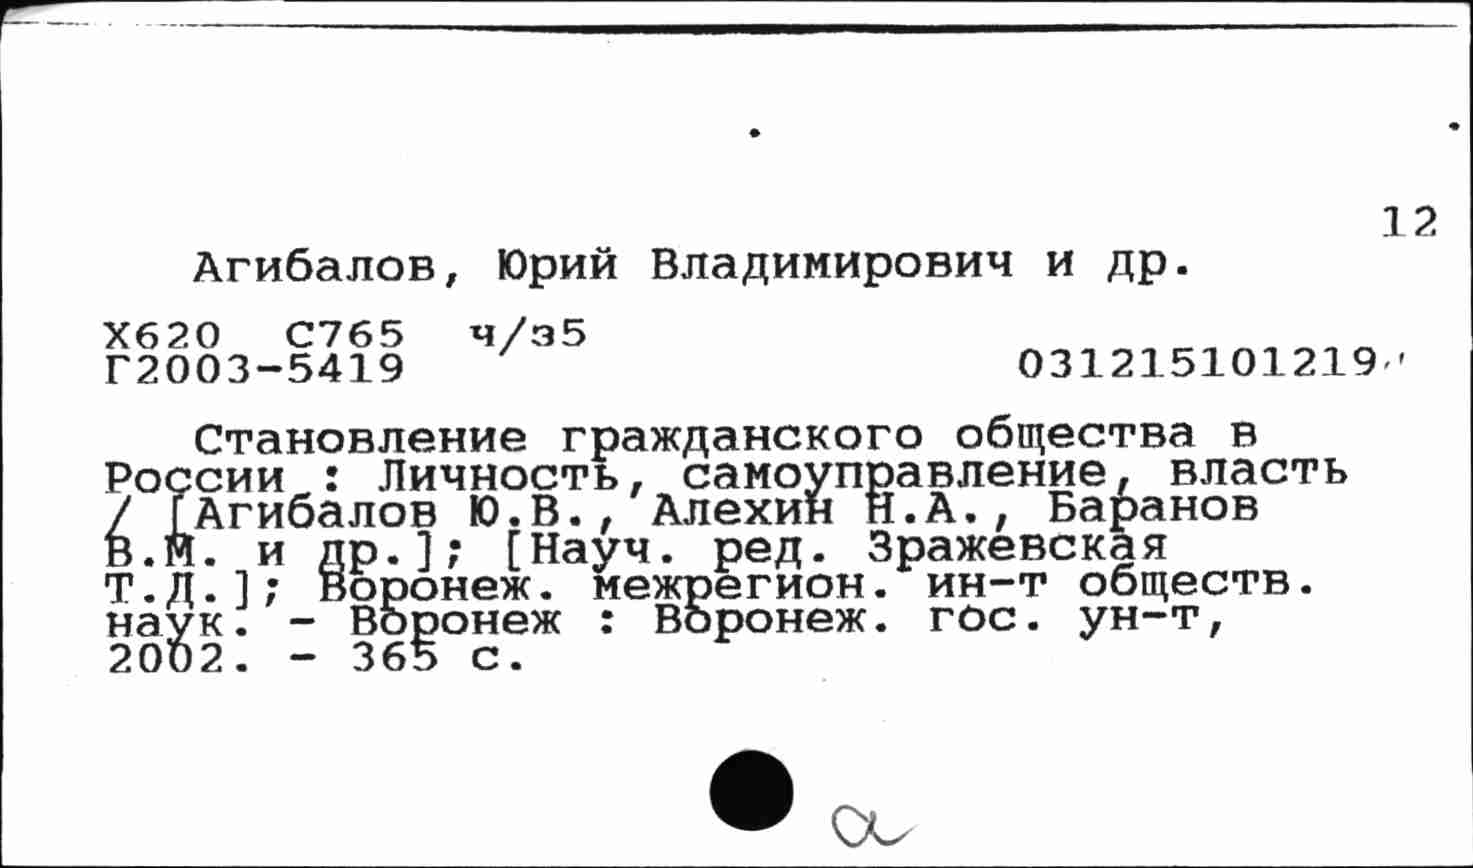 12
Агибалов, Юрий Владимирович и др.
Х620 С765 ч/з5
Г2003-5419 031215101219
Становление гражданского общества в
России : Личность, самоуправление, власть
/ [Агибалов Ю.В., Алехин Н.А., Баранов
В.М. и др.]; [Науч. ред. Зражевская
Т.Д.]; Воронеж. межрегион. ин-т обществ.
наук. - Воронеж : Воронеж. гос. ун-т,
2002. - 365 с.
а